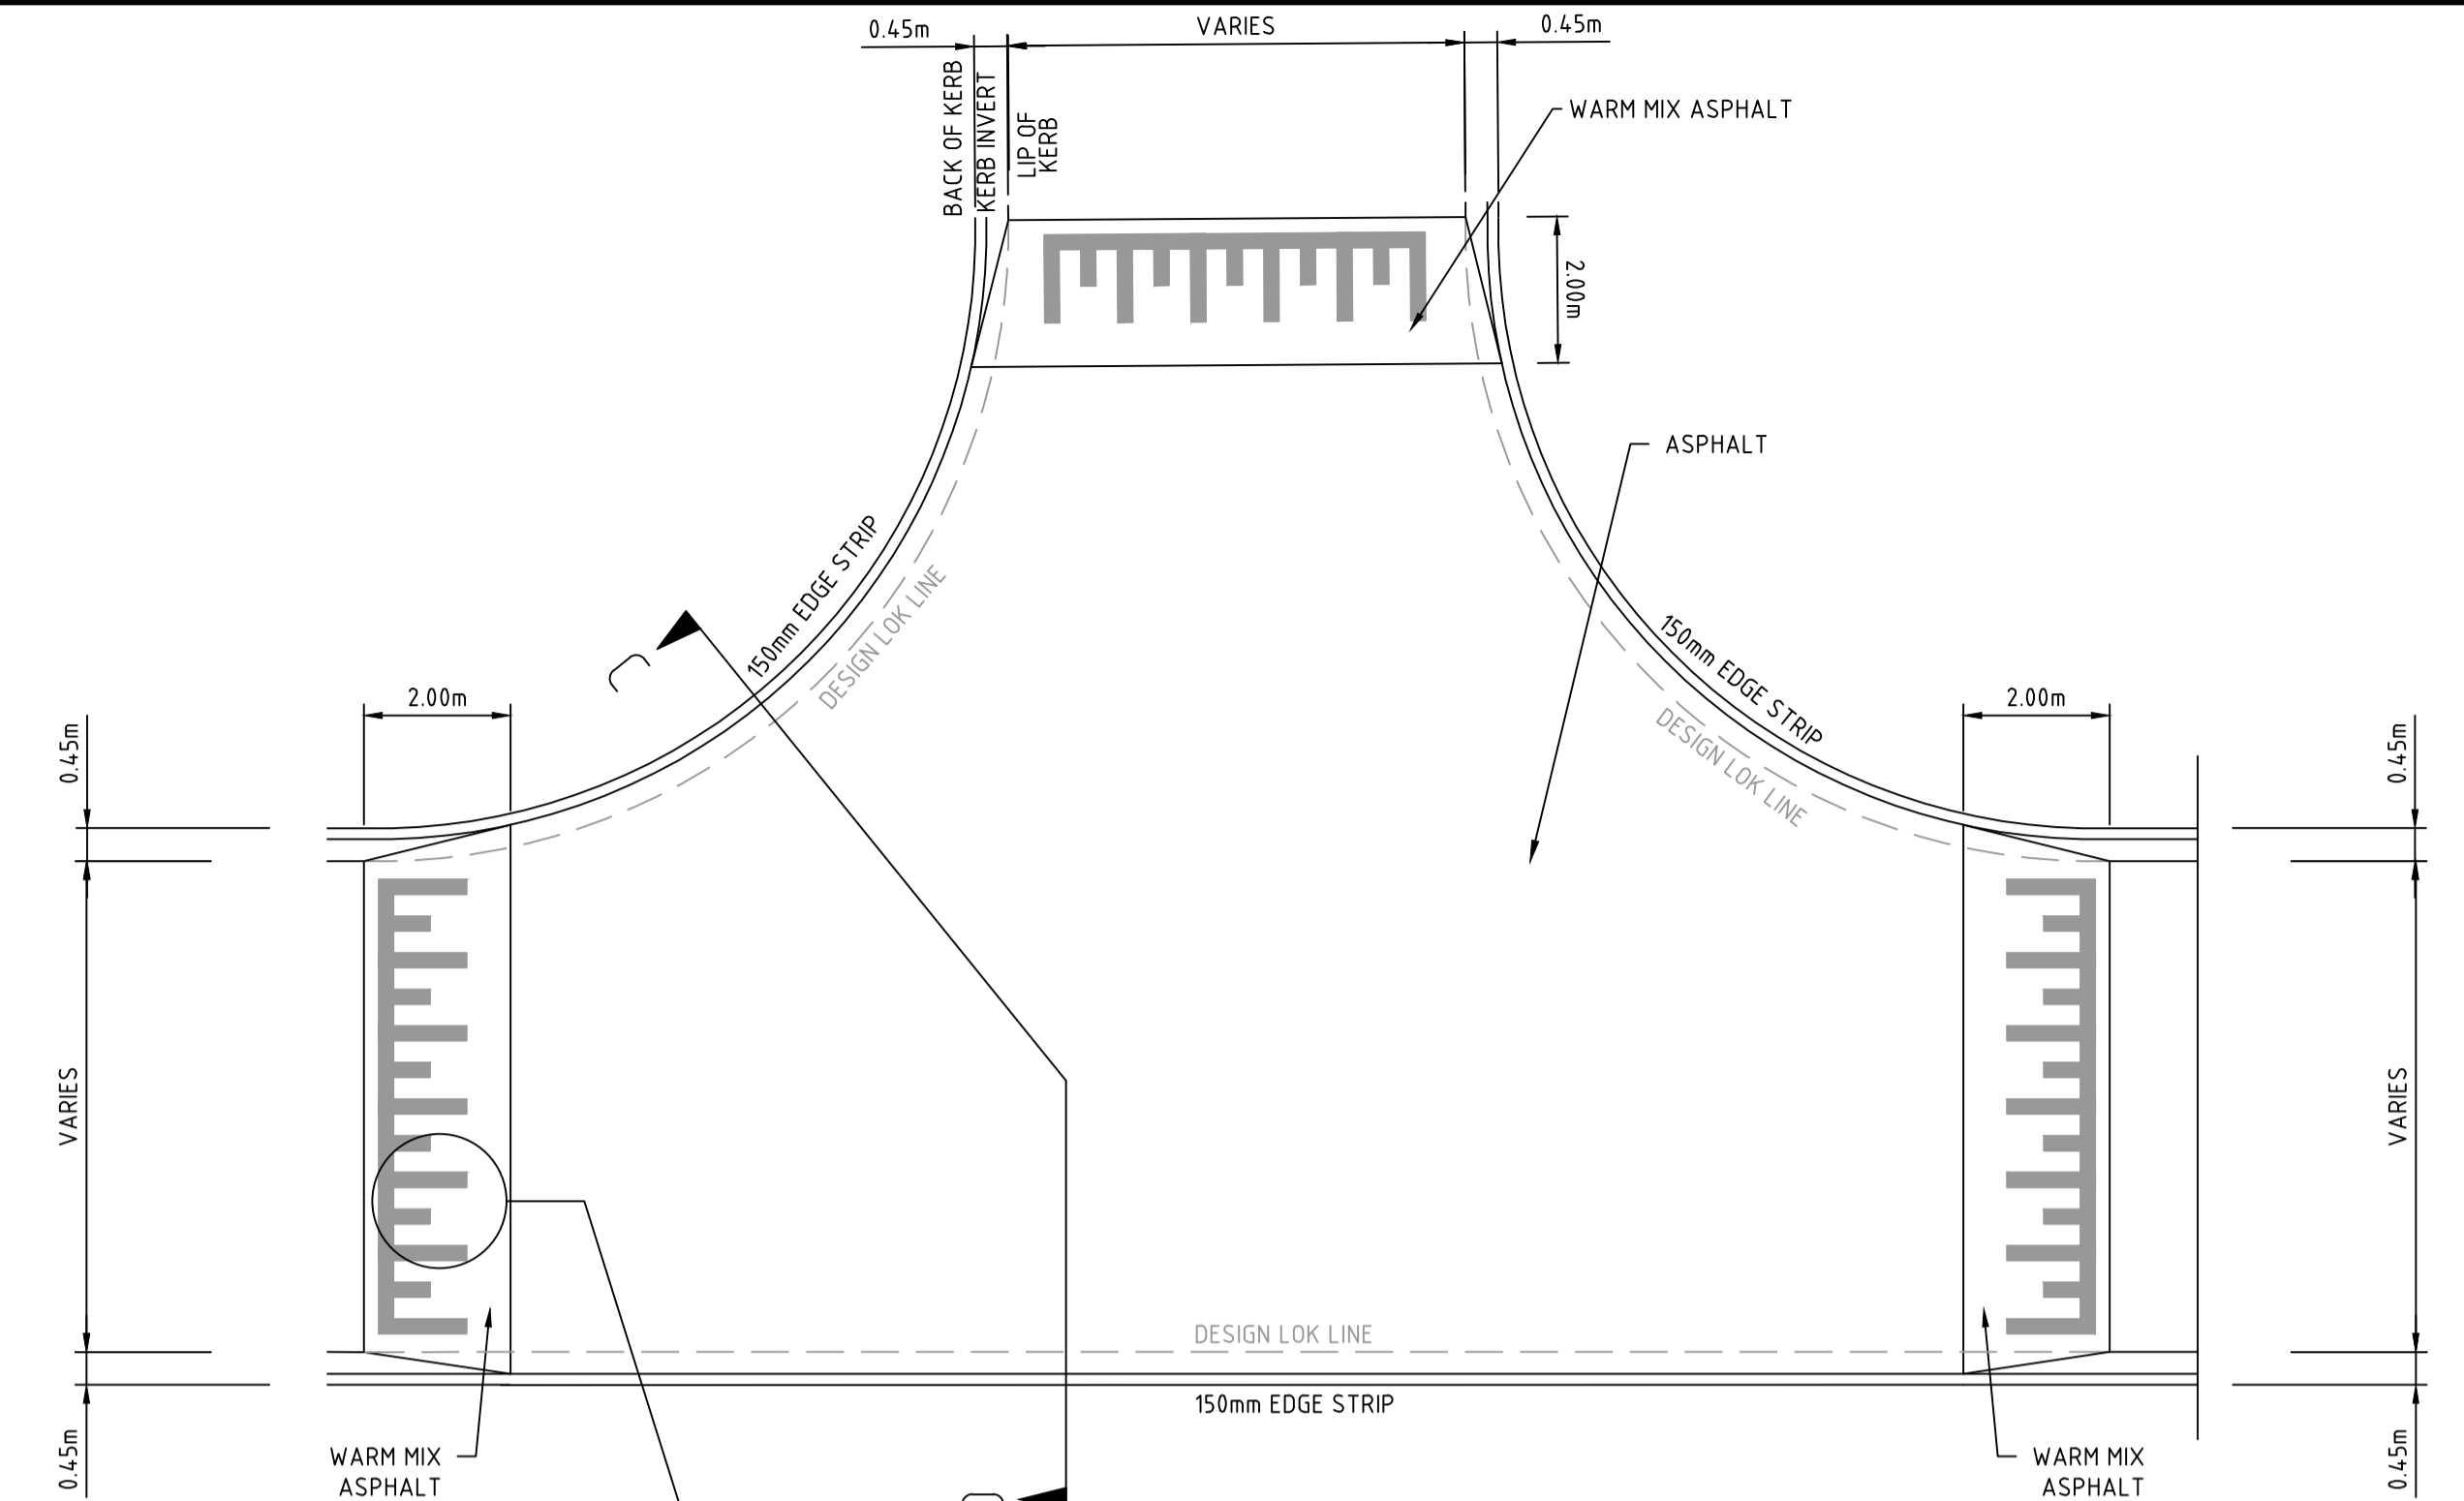 0.45m
VARIES
0.45m
BACK OF KERB
KERB INVERT
LIP OF
KERB
WARM MIX ASPHALT
2.00m
ASPHALT
150mm EDGE STRIP
DESIGN LOK LINE
C
150mm EDGE STRIP
DESIGN LOK LINE
2.00m
2.00m
0.45m
0.45m
VARIES
VARIES
DESIGN LOK LINE
150mm EDGE STRIP
0.45m
WARM MIX
ASPHALT
WARM MIX
ASPHALT
0.45m